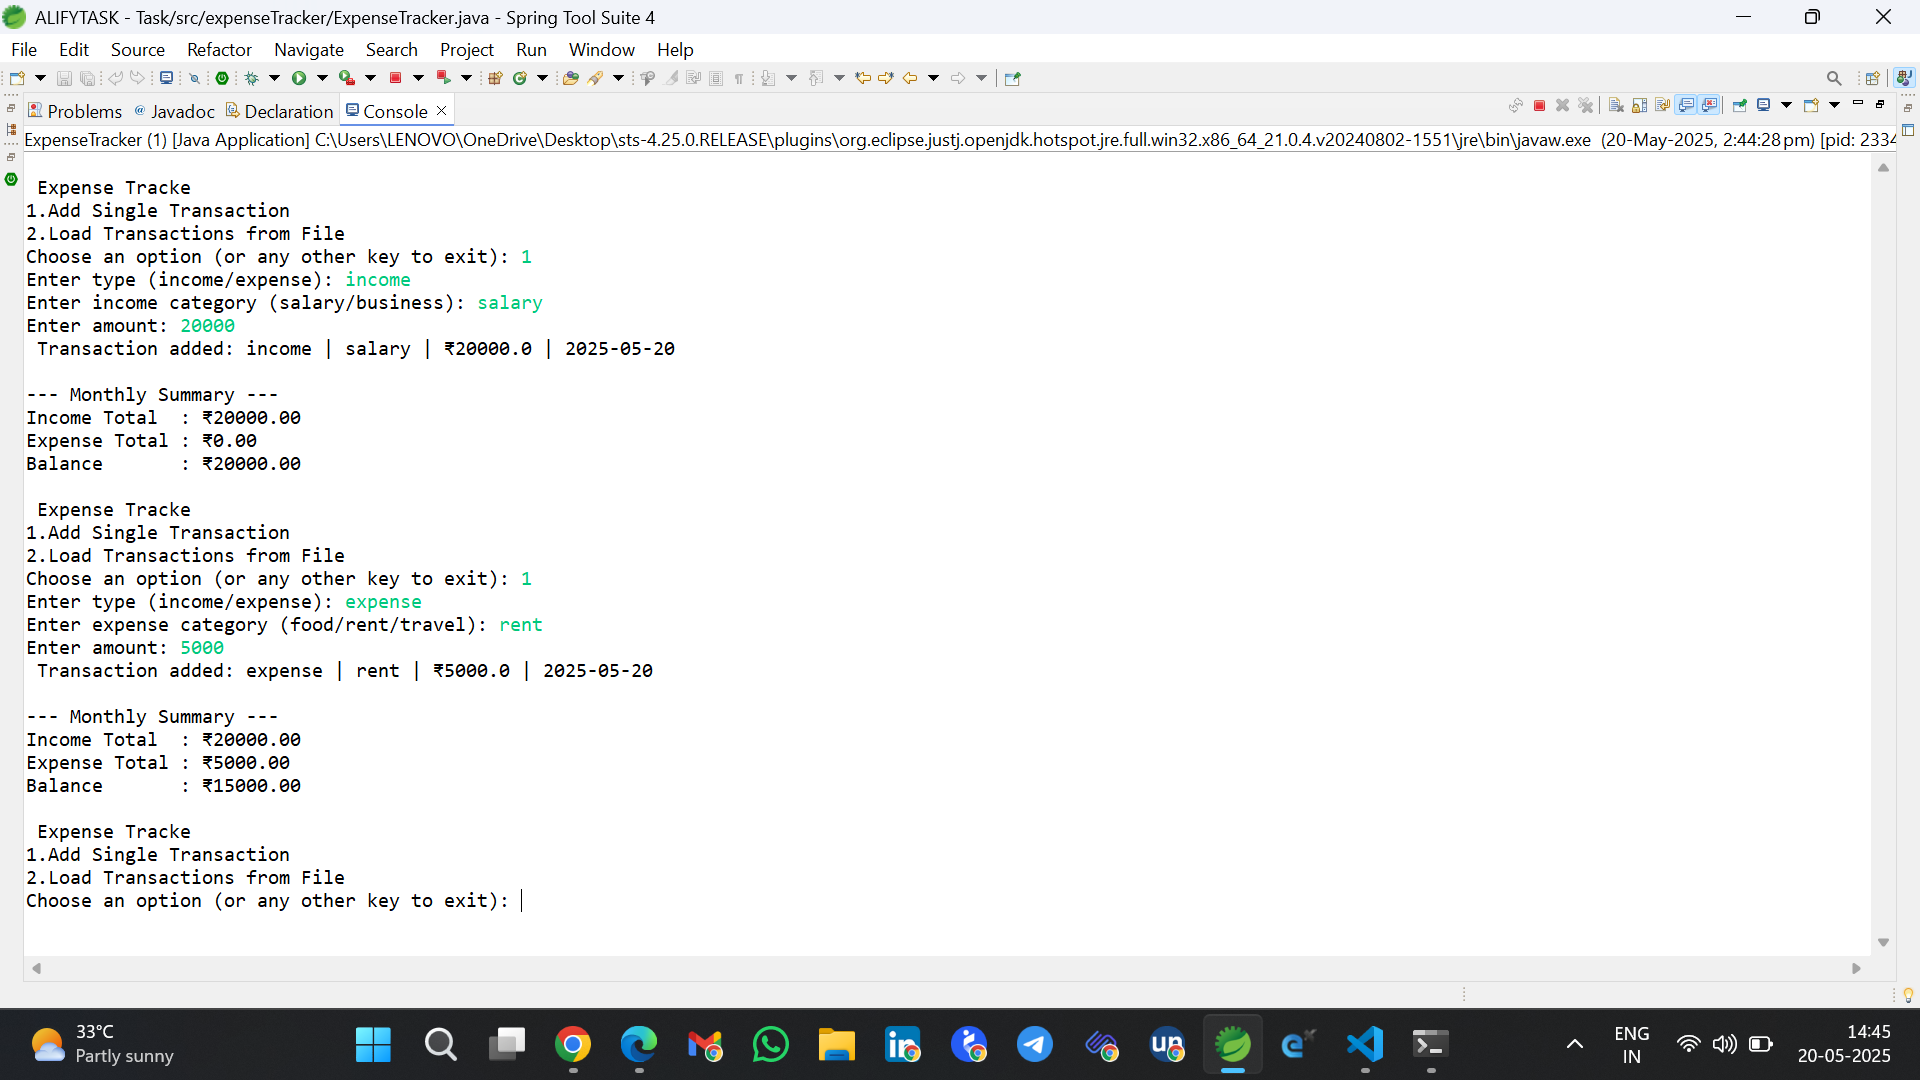 ALIFYTASK - Task/src/expenseTracker/ExpenseTracker.java - Spring Tool Suite 4
File Edit Source Refactor Navigate Search Project Run Window Help
Problems @ Javadoc Declaration Console
ExpenseTracker (1) [Java Application] C:\Users\LENOVO\OneDrive\Desktop\sts-4.25.0.RELEASE\plugins\org.eclipse.justj.openjdk.hotspot.jre.full.win32.x86_64_21.0.4.v20240802-1551\jre\bin\javaw.exe (20-May-2025, 2:44:28 pm) [pid: 2334
Expense Tracke
1.Add Single Transaction
2.Load Transactions from File
Choose an option (or any other key to exit): 1
Enter type (income/expense): income
Enter income category (salary/business): salary
Enter amount: 20000
Transaction added: income | salary | ₹20000.0 | 2025-05-20
--- Monthly Summary ---
Income Total  : ₹20000.00
Expense Total : ₹0.00
Balance       : ₹20000.00
Expense Tracke
1.Add Single Transaction
2.Load Transactions from File
Choose an option (or any other key to exit): 1
Enter type (income/expense): expense
Enter expense category (food/rent/travel): rent
Enter amount: 5000
Transaction added: expense | rent | ₹5000.0 | 2025-05-20
--- Monthly Summary ---
Income Total  : ₹20000.00
Expense Total : ₹5000.00
Balance       : ₹15000.00
Expense Tracke
1.Add Single Transaction
2.Load Transactions from File
Choose an option (or any other key to exit):
33°C
Partly sunny
un
ENG
IN
14:45
20-05-2025